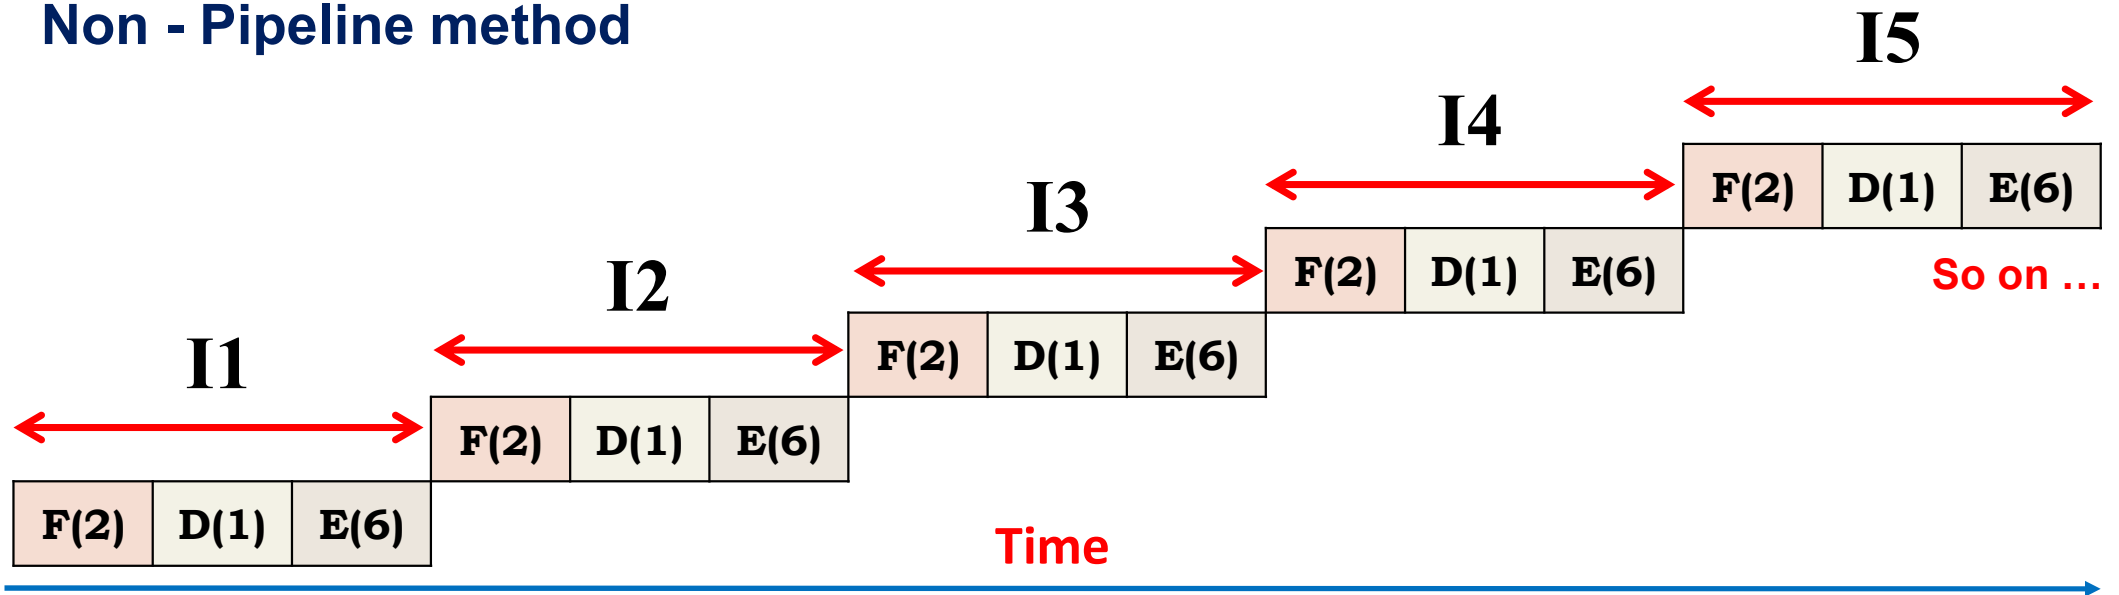 Non - Pipeline method
I5
I4
F(2) D(1) E(6)
I3
F(2) D(1) E(6)
So on …
I2
F(2) D(1) E(6)
I1
F(2) D(1) E(6)
F(2) D(1) E(6)
Time